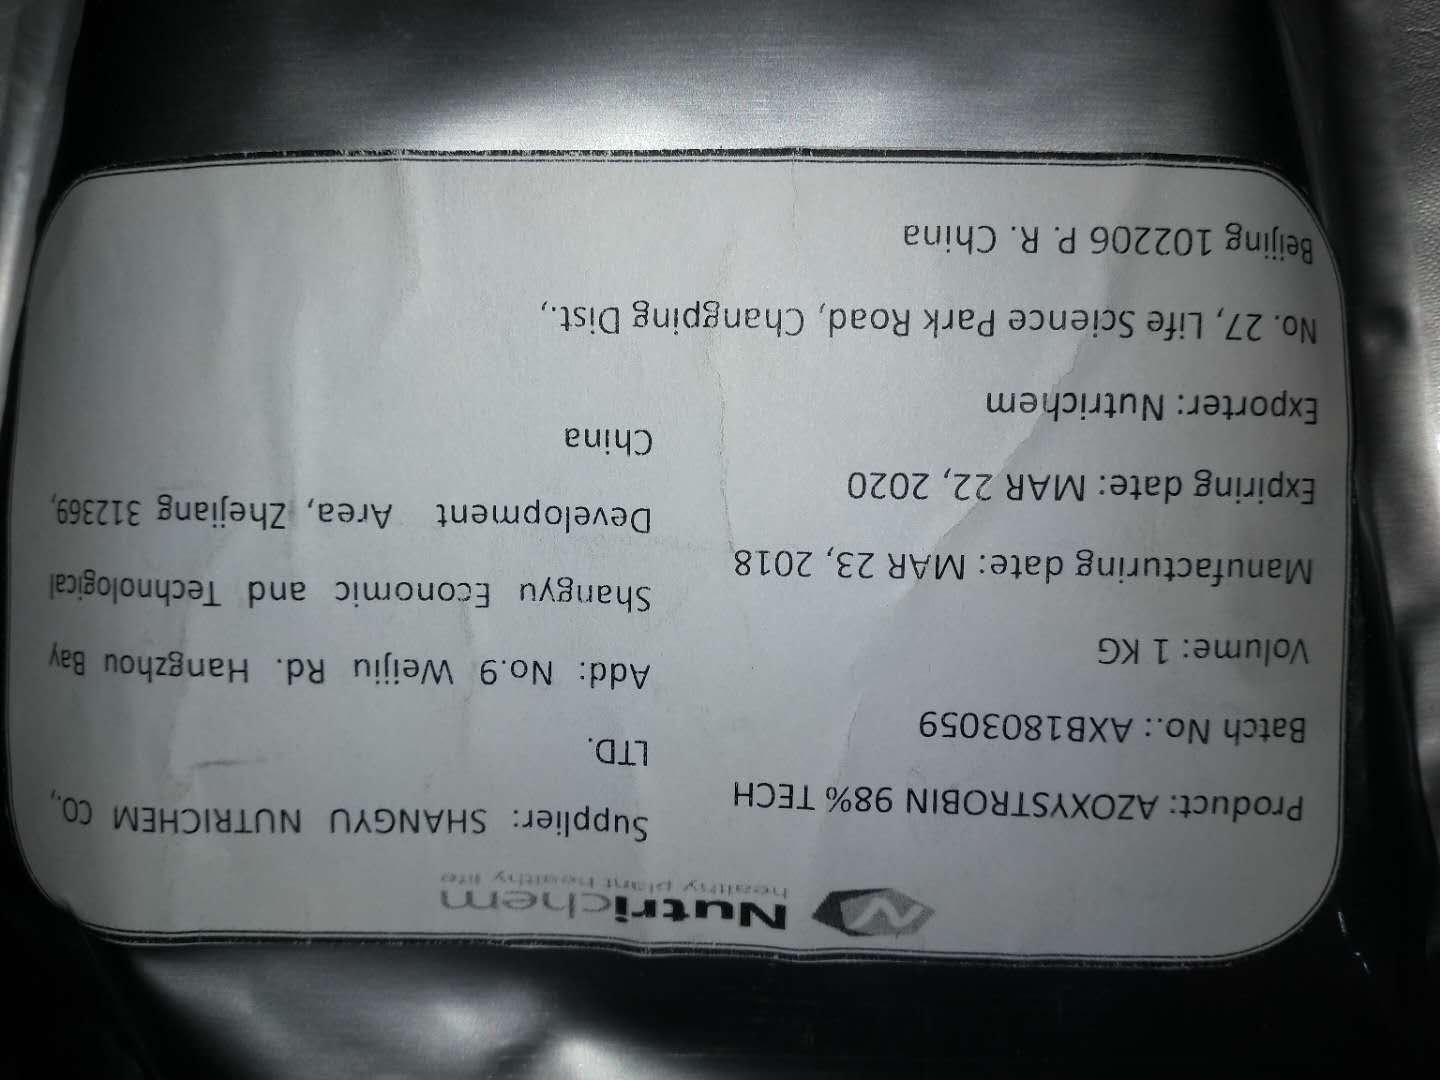 Nutrichem
healthy plant healthy life
Product: AZOXYSTROBIN 98% TECH
Batch No.: AXB1803059
Volume: 1 KG
Manufacturing date: MAR 23, 2018
Expiring date: MAR 22, 2020
Exporter: Nutrichem
No. 27, Life Science Park Road, Changping Dist.,
Beijing 102206 P. R. China
Supplier: SHANGYU NUTRICHEM CO.,
LTD.
Add: No.9 Weijiu Rd. Hangzhou Bay
Shangyu Economic and Technological
Development Area, Zhejiang 312369,
China